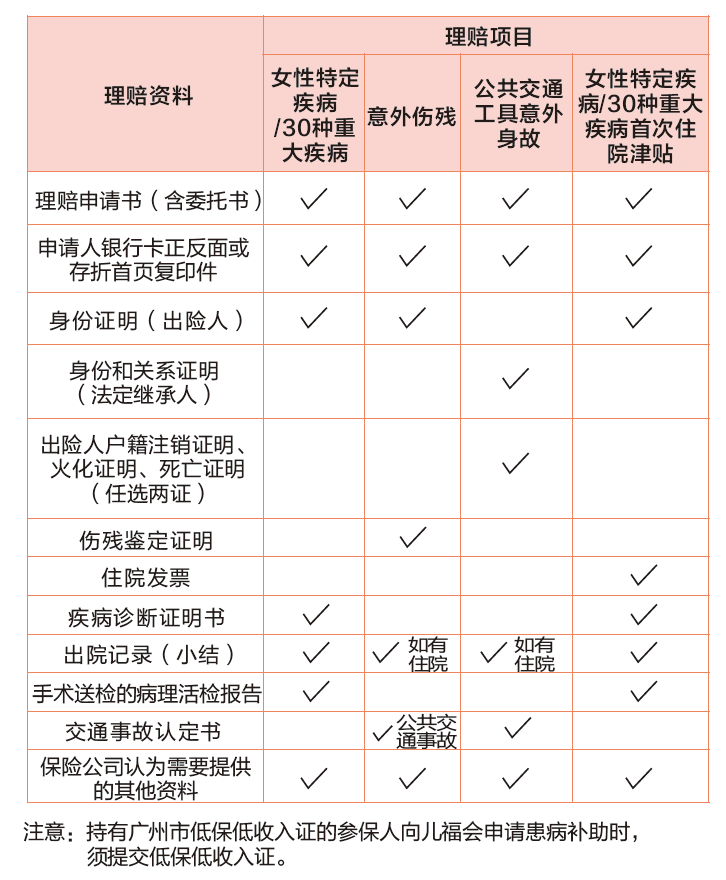 理赔资料
理赔项目
女性特定
疾病
/30种重
大疾病
意外伤残
公共交通
工具意外
身故
女性特定疾
病/30种重大
疾病首次住
院津贴
理赔申请书（含委托书） ✓ ✓ ✓ ✓
申请人银行卡正反面或
存折首页复印件 ✓ ✓ ✓ ✓
身份证明（出险人） ✓ ✓ ✓
身份和关系证明
（法定继承人） ✓
出险人户籍注销证明、
火化证明、死亡证明
（任选两证） ✓
伤残鉴定证明 ✓
住院发票 ✓
疾病诊断证明书 ✓ ✓
出院记录（小结） ✓ ✓ 如有
住院 ✓ 如有
住院 ✓
手术送检的病理活检报告 ✓ ✓
交通事故认定书 ✓ 公共交
通事故 ✓
保险公司认为需要提供
的其他资料 ✓ ✓ ✓ ✓
注意：持有广州市低保低收入证的参保人向儿福会申请患病补助时，
须提交低保低收入证。